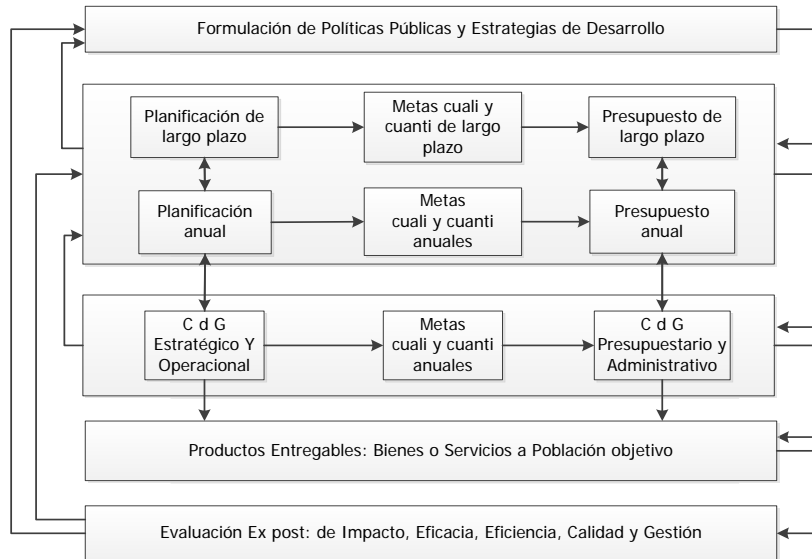 Formulación de Políticas Públicas y Estrategias de Desarrollo
Planificación de
largo plazo
Metas cuali y
cuanti de largo
plazo
Presupuesto de
largo plazo
Planificación
anual
Metas
cuali y cuanti
anuales
Presupuesto
anual
C d G
Estratégico Y
Operacional
Metas
cuali y cuanti
anuales
C d G
Presupuestario y
Administrativo
Productos Entregables: Bienes o Servicios a Población objetivo
Evaluación Ex post: de Impacto, Eficacia, Eficiencia, Calidad y Gestión